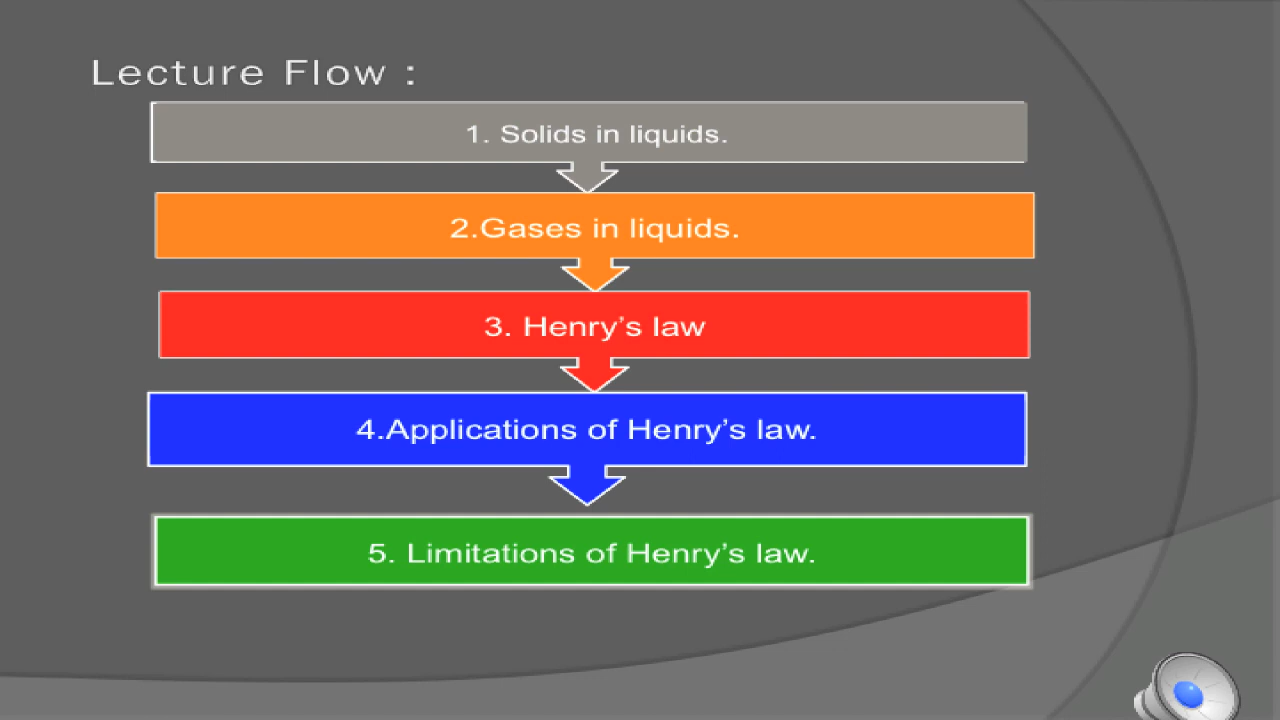 Lecture Flow :
1. Solids in liquids.
2.Gases in liquids.
3. Henry’s law
4.Applications of Henry’s law.
5. Limitations of Henry’s law.